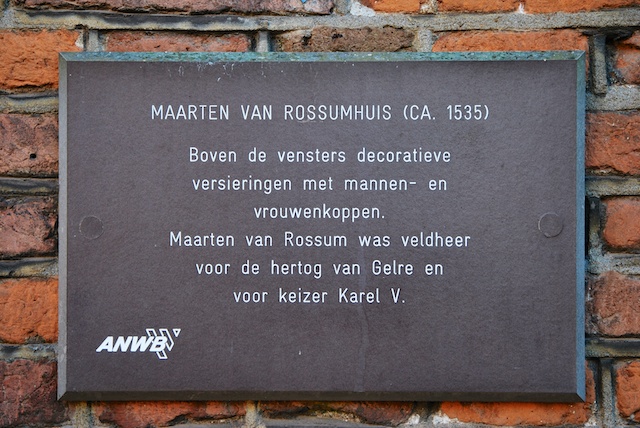 MAARTEN VAN ROSSUMHUIS (CA. 1535)
Boven de vensters decoratieve
versieringen met mannen- en
vrouwenkoppen.
Maarten van Rossum was veldheer
voor de hertog van Gelre en
voor keizer Karel V.
ANWB